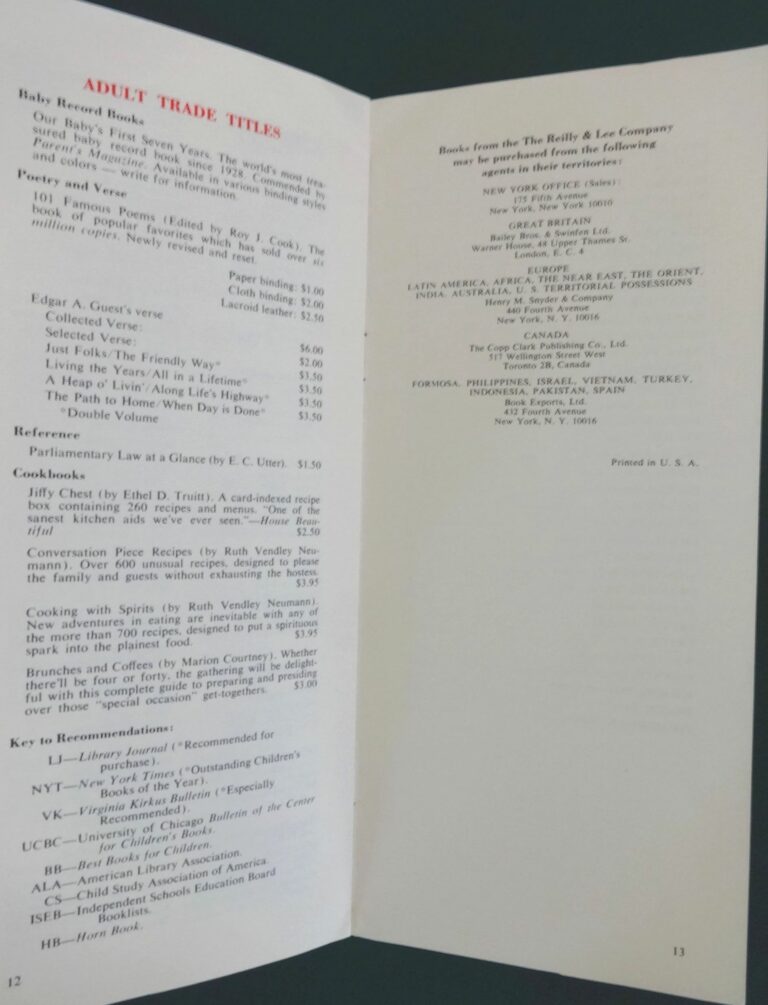 ADULT TRADE TITLES
Baby Record Books
Our Baby's First Seven Years. The world's most trea-
sured baby record book since 1928. Commended by
Parent's Magazine. Available in various binding styles
and colors — write for information.
Poetry and Verse
101 Famous Poems (Edited by Roy J. Cook). The
book of popular favorites which has sold over six
million copies. Newly revised and reset.
Paper binding: $1.00
Cloth binding: $2.00
Lacroid leather: $2.50
Edgar A. Guest's verse
Collected Verse: $6.00
Selected Verse: $2.00
Just Folks/The Friendly Way* $3.50
Living the Years/All in a Lifetime* $3.50
A Heap o' Livin'/Along Life's Highway* $3.50
The Path to Home/When Day is Done* $3.50
*Double Volume
Reference
Parliamentary Law at a Glance (by E. C. Utter). $1.50
Cookbooks
Jiffy Chest (by Ethel D. Truitt). A card-indexed recipe
box containing 260 recipes and menus. "One of the
sanest kitchen aids we've ever seen."—House Beau-
tiful $2.50
Conversation Piece Recipes (by Ruth Vendley Neu-
mann). Over 600 unusual recipes, designed to please
the family and guests without exhausting the hostess.
$3.95
Cooking with Spirits (by Ruth Vendley Neumann).
New adventures in eating are inevitable with any of
the more than 700 recipes, designed to put a spirituous
spark into the plainest food. $3.95
Brunches and Coffees (by Marion Courtney). Whether
there'll be four or forty, the gathering will be delight-
ful with this complete guide to preparing and presiding
over those "special occasion" get-togethers. $3.00
Key to Recommendations:
LJ—Library Journal (*Recommended for
purchase).
NYT—New York Times (*Outstanding Children's
Books of the Year).
VK—Virginia Kirkus Bulletin (*Especially
Recommended).
UCBC—University of Chicago Bulletin of the Center
for Children's Books.
BB—Best Books for Children.
ALA—American Library Association.
CS—Child Study Association of America.
ISEB—Independent Schools Education Board
Booklists.
HB—Horn Book.
12
Books from the The Reilly & Lee Company
may be purchased from the following
agents in their territories:
NEW YORK OFFICE (Sales):
175 Fifth Avenue
New York, New York 10010
GREAT BRITAIN
Bailey Bros. & Swinfen Ltd.
Warner House, 48 Upper Thames St.
London, E. C. 4
EUROPE
LATIN AMERICA, AFRICA, THE NEAR EAST, THE ORIENT,
INDIA, AUSTRALIA, U. S. TERRITORIAL POSSESSIONS
Henry M. Snyder & Company
440 Fourth Avenue
New York, N. Y. 10016
CANADA
The Copp Clark Publishing Co., Ltd.
517 Wellington Street West
Toronto 2B, Canada
FORMOSA, PHILIPPINES, ISRAEL, VIETNAM, TURKEY,
INDONESIA, PAKISTAN, SPAIN
Book Exports, Ltd.
432 Fourth Avenue
New York, N. Y. 10016
Printed in U. S. A.
13